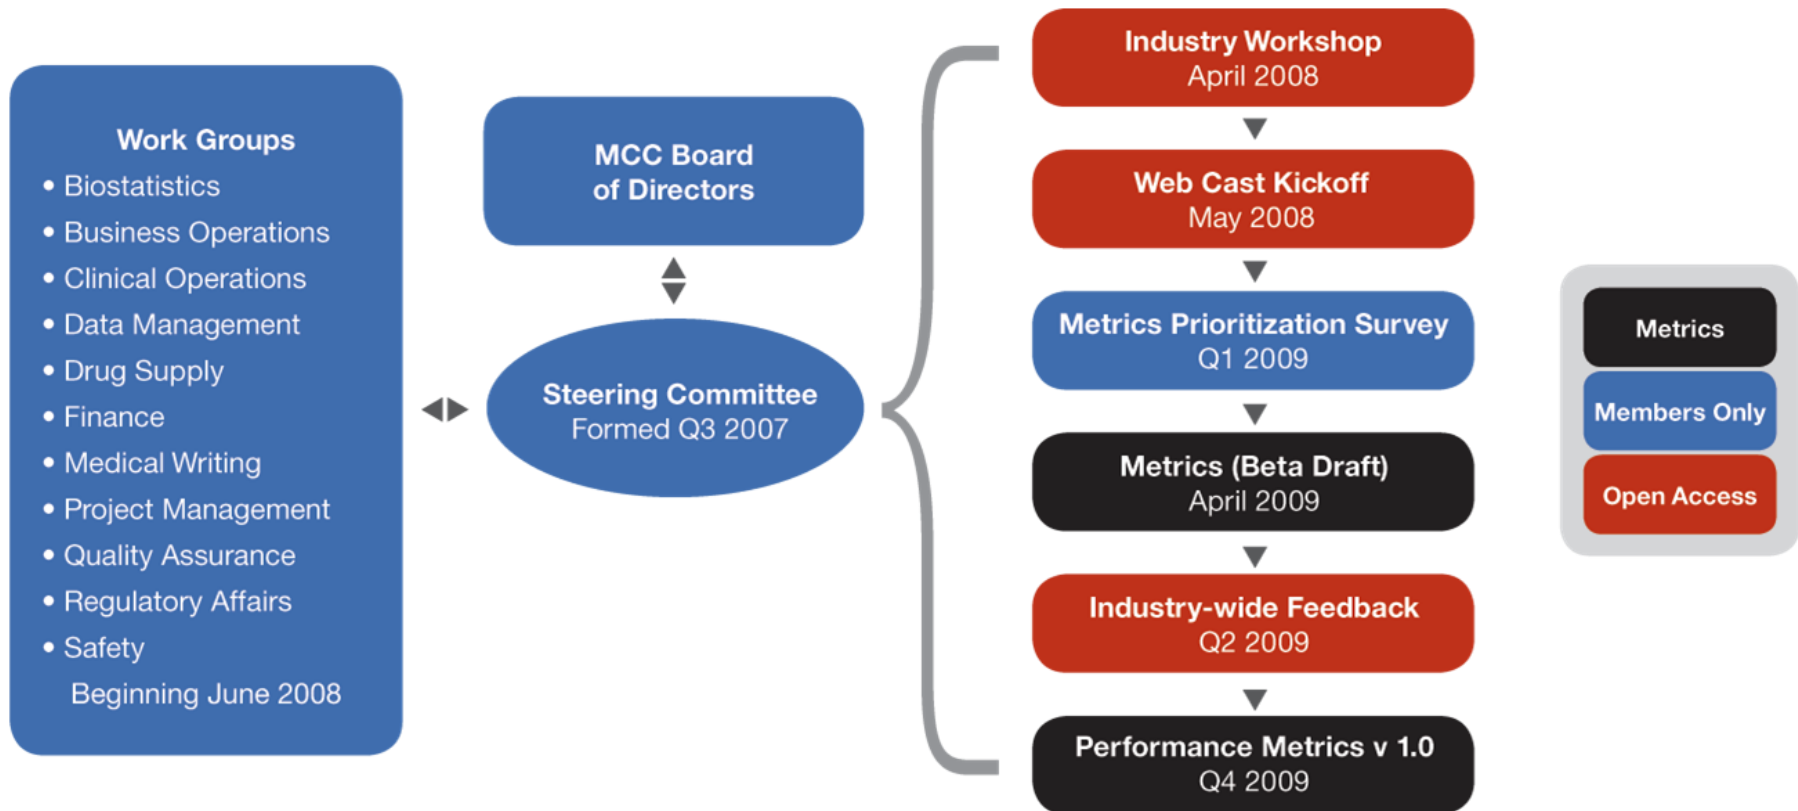 Work Groups
• Biostatistics
• Business Operations
• Clinical Operations
• Data Management
• Drug Supply
• Finance
• Medical Writing
• Project Management
• Quality Assurance
• Regulatory Affairs
• Safety
Beginning June 2008
MCC Board
of Directors
Steering Committee
Formed Q3 2007
Industry Workshop
April 2008
Web Cast Kickoff
May 2008
Metrics Prioritization Survey
Q1 2009
Metrics (Beta Draft)
April 2009
Industry-wide Feedback
Q2 2009
Performance Metrics v 1.0
Q4 2009
Metrics
Members Only
Open Access